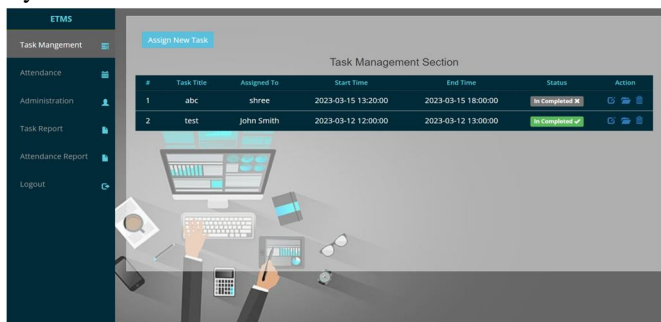 ETMS
Task Mangement
Attendance
Administration
Task Report
Attendance Report
Logout
Assign New Task
Task Management Section
# Task Title Assigned To Start Time End Time Status Action
1 abc shree 2023-03-15 13:20:00 2023-03-15 18:00:00 In Completed
2 test John Smith 2023-03-12 12:00:00 2023-03-12 13:00:00 In Completed